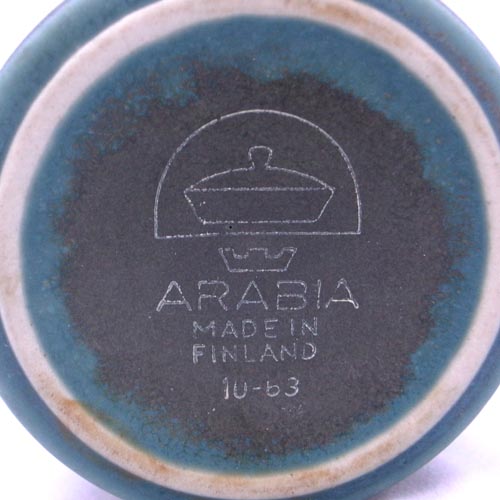 ARABIA
MADE IN
FINLAND
10-63